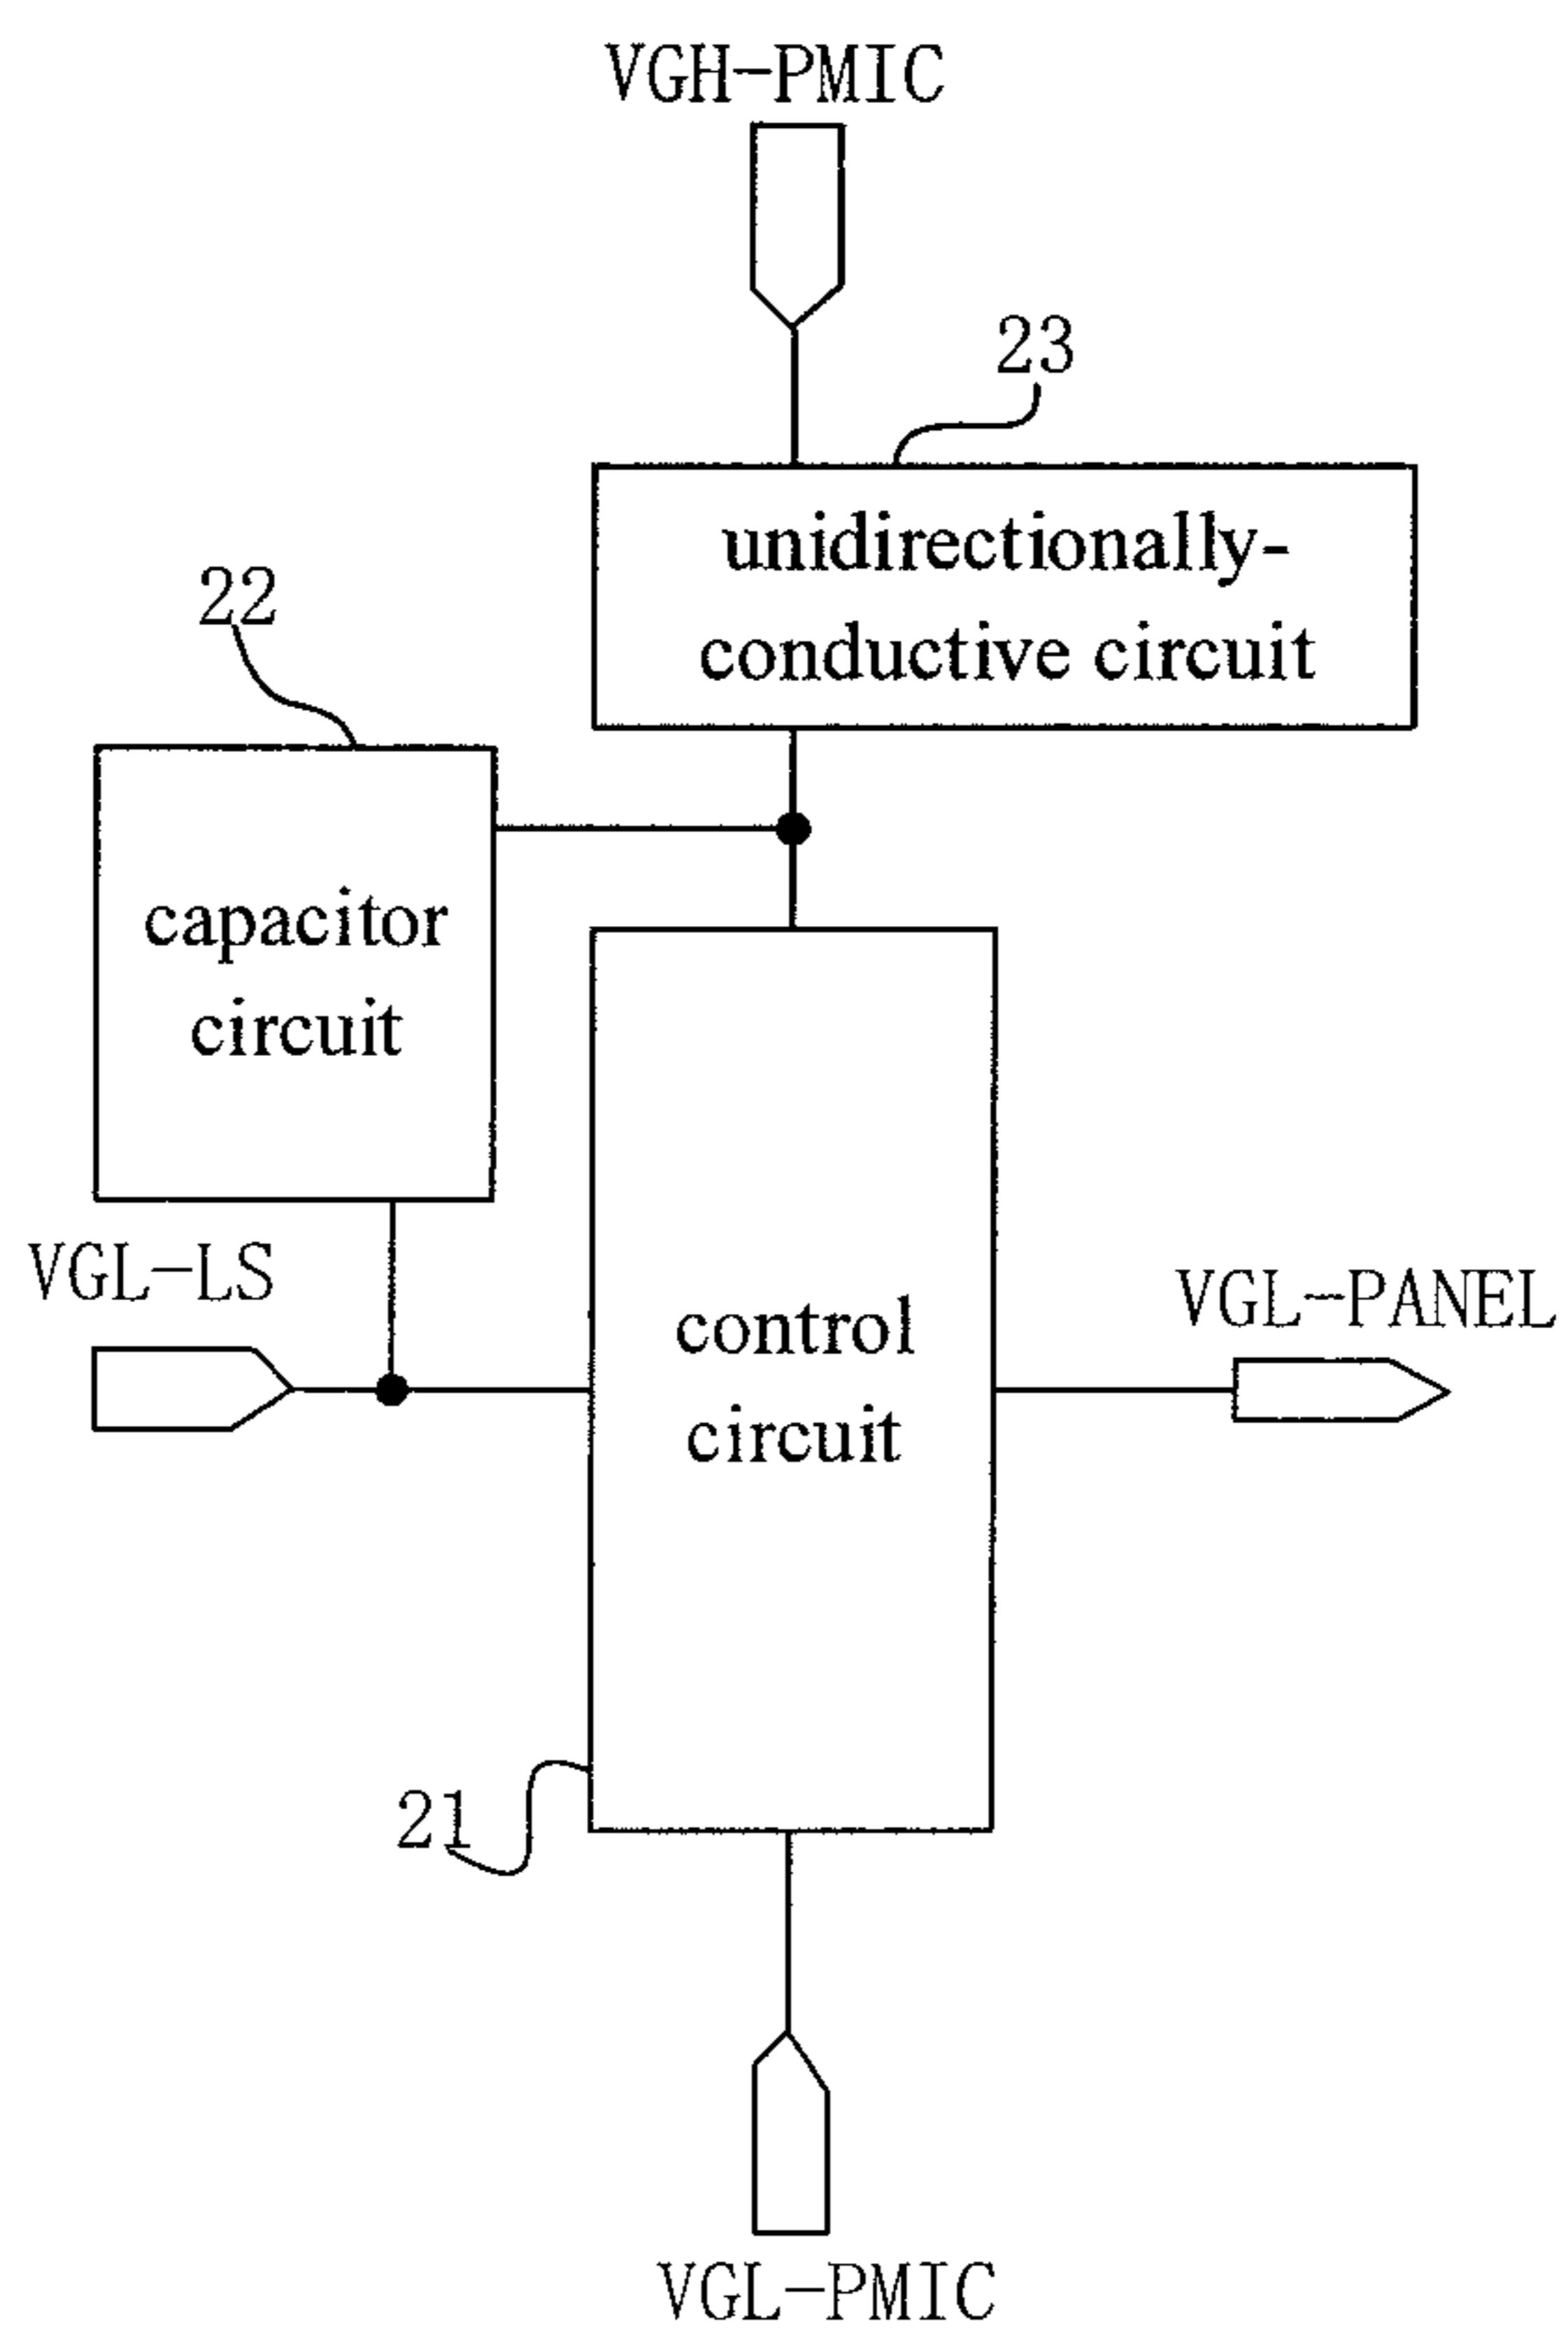 VGH-PMIC
23
unidirectionally-
conductive circuit
22
capacitor
circuit
VGL-LS
VGL-PANEL
control
circuit
21
VGL-PMIC